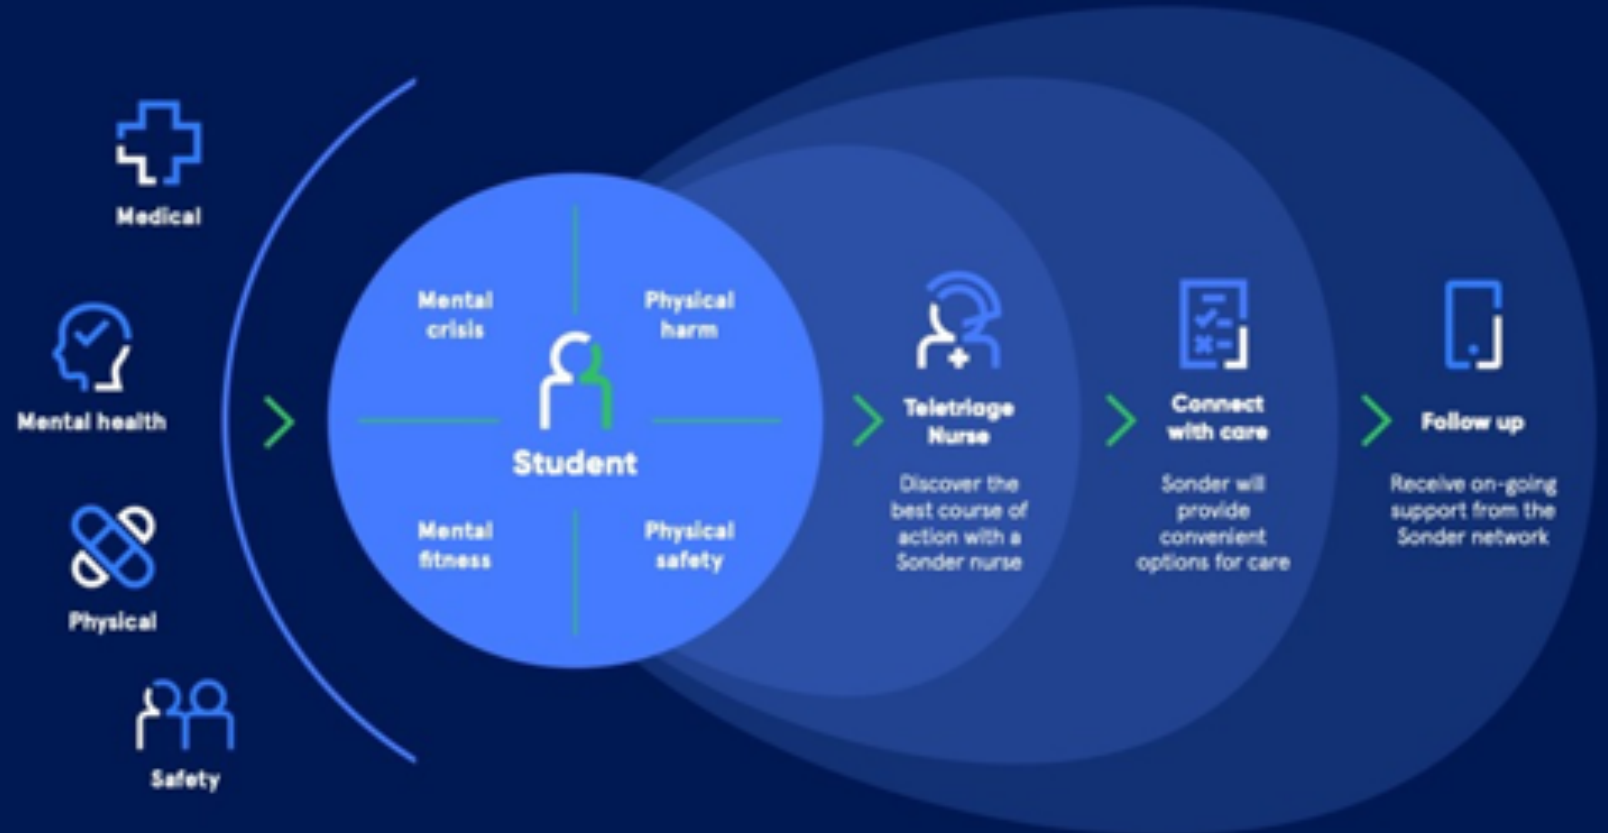 Medical
Mental health
Physical
Safety
Mental
crisis
Physical
harm
Student
Mental
fitness
Physical
safety
Teletriage
Nurse
Discover the
best course of
action with a
Sonder nurse
Connect
with care
Sonder will
provide
convenient
options for care
Follow up
Receive on-going
support from the
Sonder network